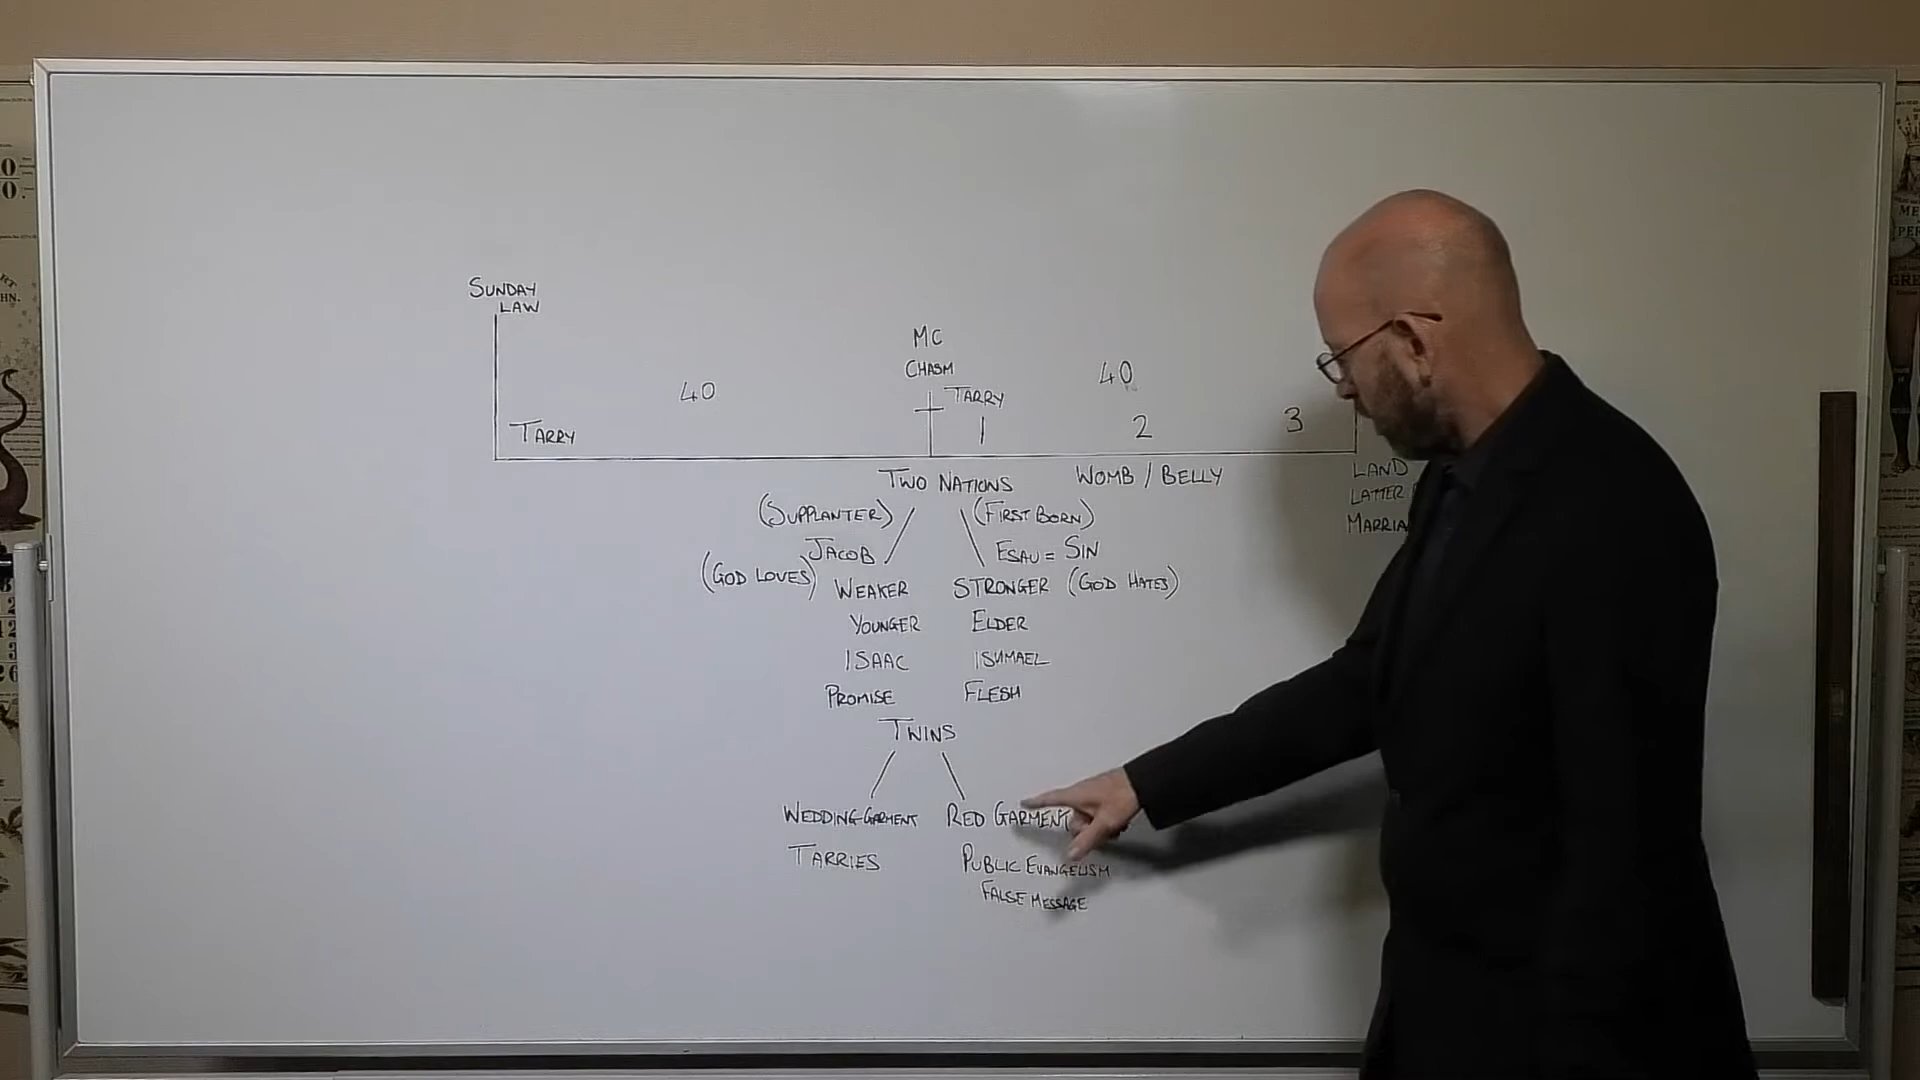 SUNDAY
LAW
MC
CHASM
40
40
TARRY
TARRY
1
2
3
TWO NATIONS
WOMB / BELLY
LAND
LATTER
(SUPPLANTER)
(FIRST BORN)
JACOB
ESAU = SIN
(GOD LOVES)
WEAKER
STRONGER
(GOD HATES)
YOUNGER
ELDER
ISAAC
ISHMAEL
PROMISE
FLESH
TWINS
WEDDING GARMENT
RED GARMENT
TARRIES
PUBLIC EVANGELISM
FALSE MESSAGE